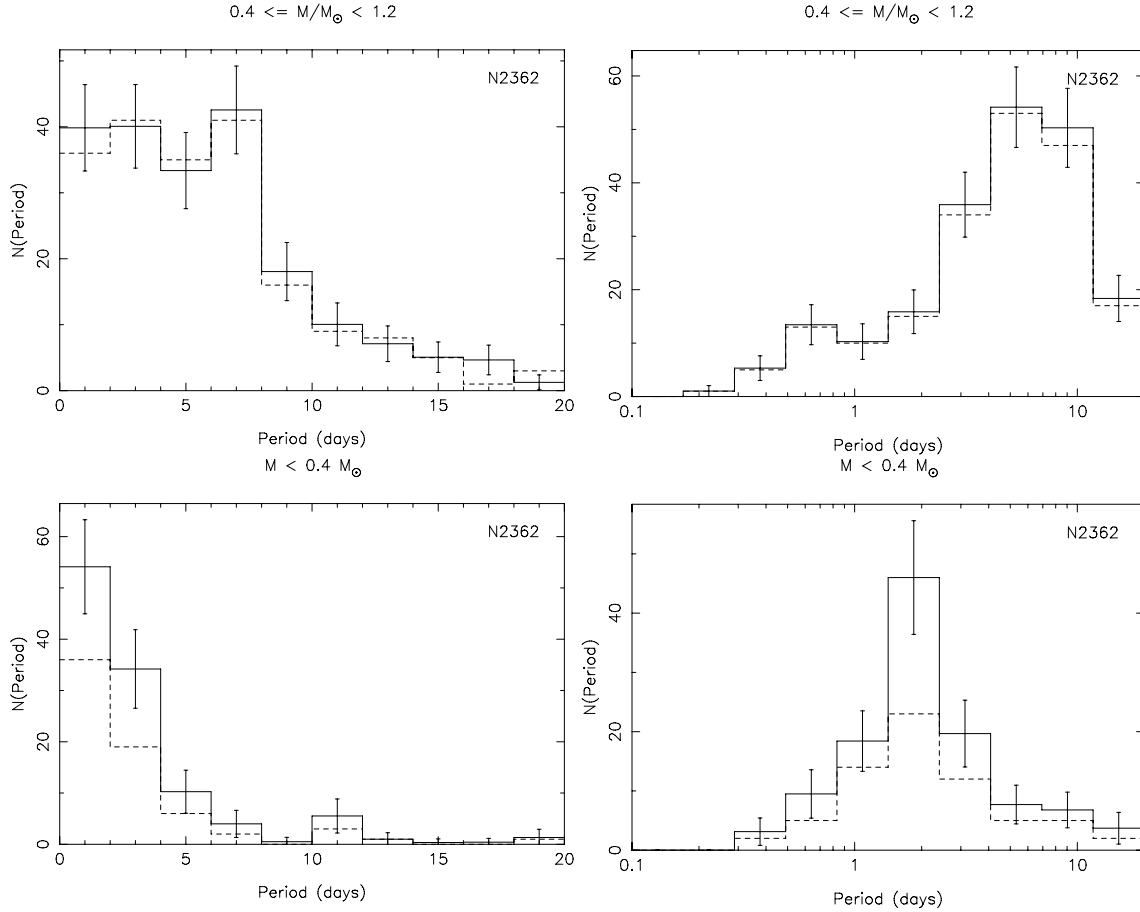 0.4 <= M/M☉ < 1.2
N2362
N(Period)
40
20
0
0 5 10 15 20
Period (days)
0.4 <= M/M☉ < 1.2
N2362
N(Period)
60
40
20
0
0.1 1 10
Period (days)
M < 0.4 M☉
N2362
N(Period)
60
40
20
0
0 5 10 15 20
Period (days)
M < 0.4 M☉
N2362
N(Period)
40
20
0
0.1 1 10
Period (days)